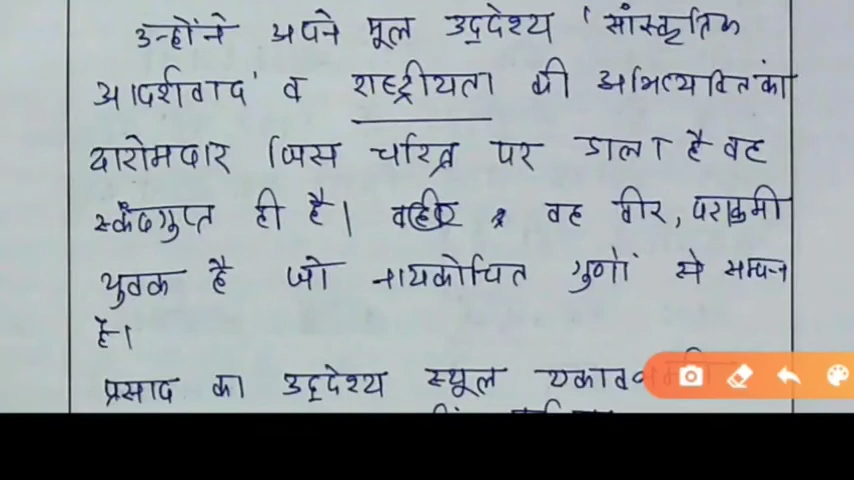 उन्होंने अपने मूल उद्देश्य 'सांस्कृतिक
आदर्शवाद' व राष्ट्रीयता की अभिव्यक्ति का
दारोमदार जिस चरित्र पर डाला है वह
स्कंदगुप्त ही है। वह वीर, पराक्रमी
युवक है जो नायकोचित गुणों से सम्पन्न
है।
प्रसाद का उद्देश्य स्थूल